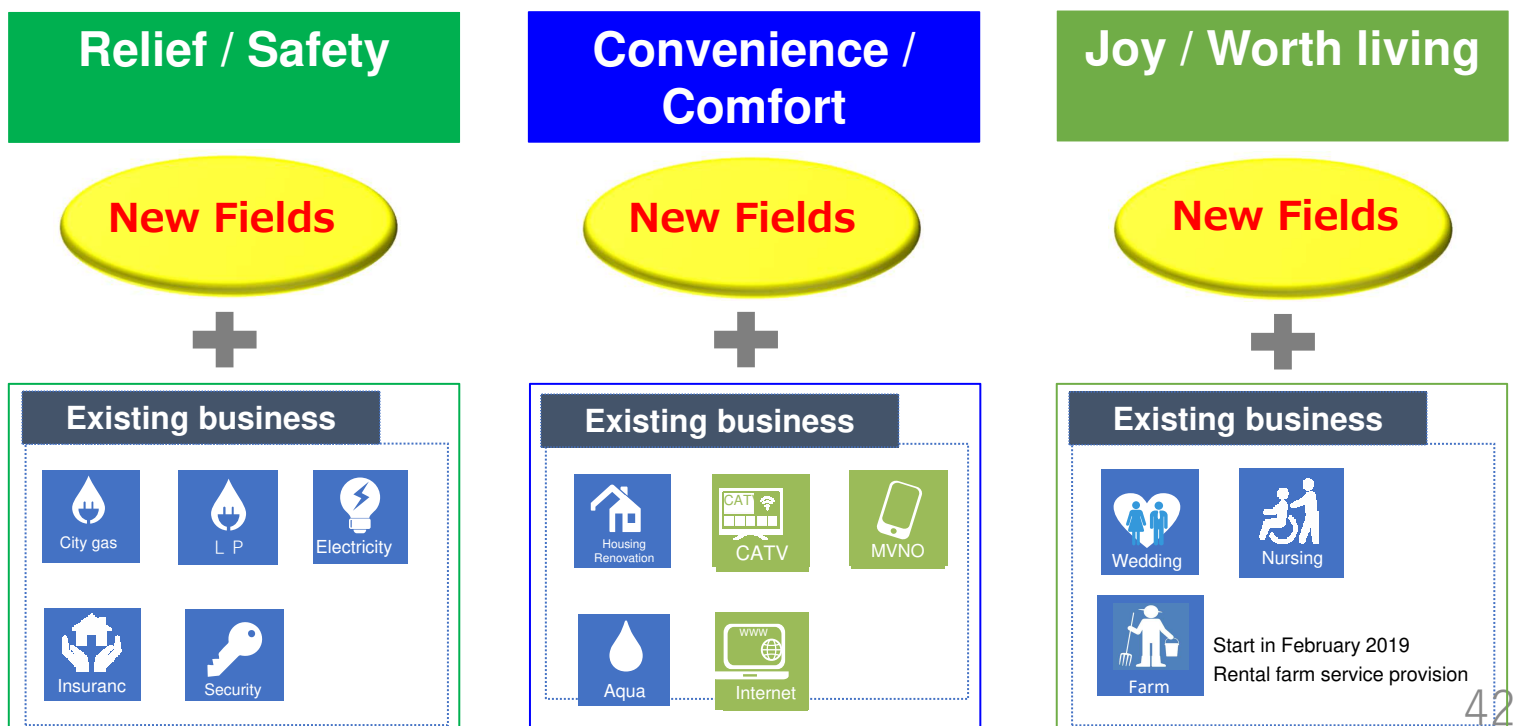 Relief / Safety
New Fields
Existing business
City gas
L P
Electricity
Insuranc
Security
Convenience /
Comfort
New Fields
Existing business
Housing
Renovation
CAT
CATV
MVNO
Aqua
WWW
Internet
Joy / Worth living
New Fields
Existing business
Wedding
Nursing
Farm
Start in February 2019
Rental farm service provision
42